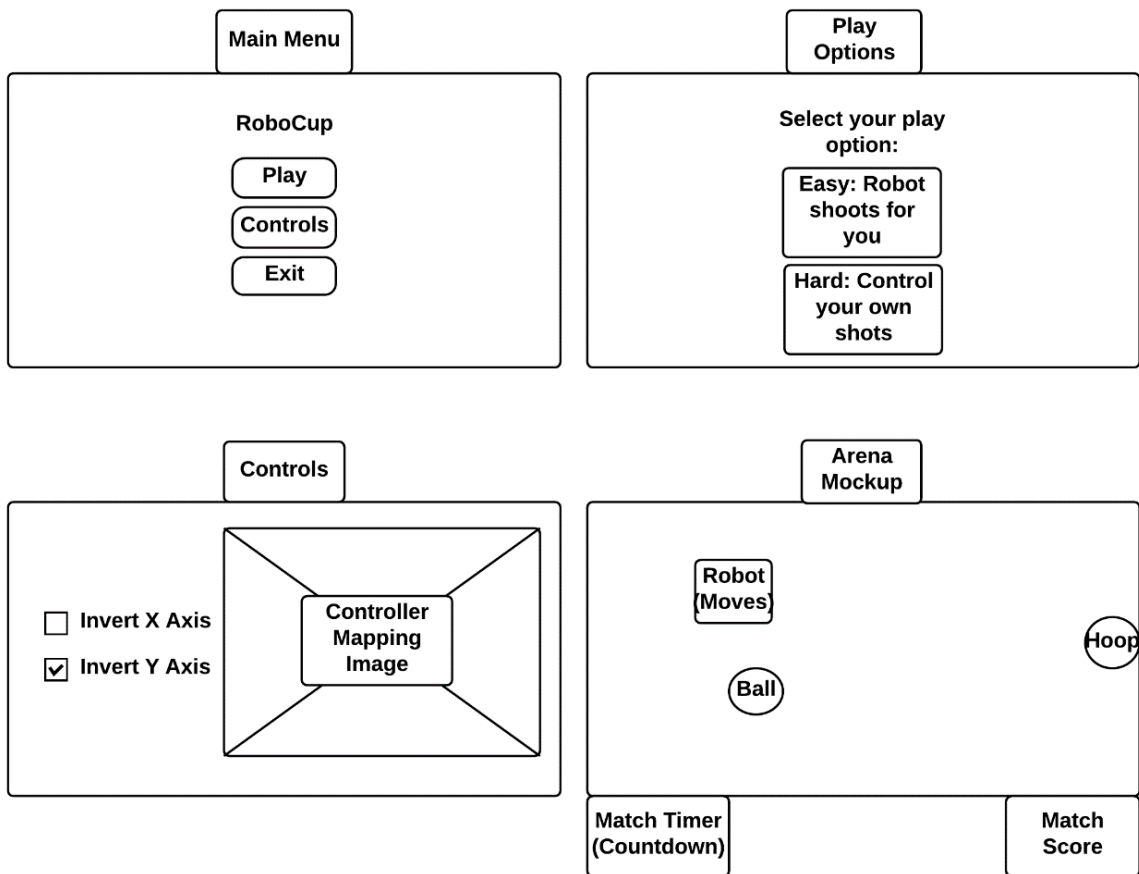 Main Menu
RoboCup
Play
Controls
Exit
Play
Options
Select your play
option:
Easy: Robot
shoots for
you
Hard: Control
your own
shots
Controls
Invert X Axis
Invert Y Axis
Controller
Mapping
Image
Arena
Mockup
Robot
(Moves)
Ball
Hoop
Match Timer
(Countdown)
Match
Score